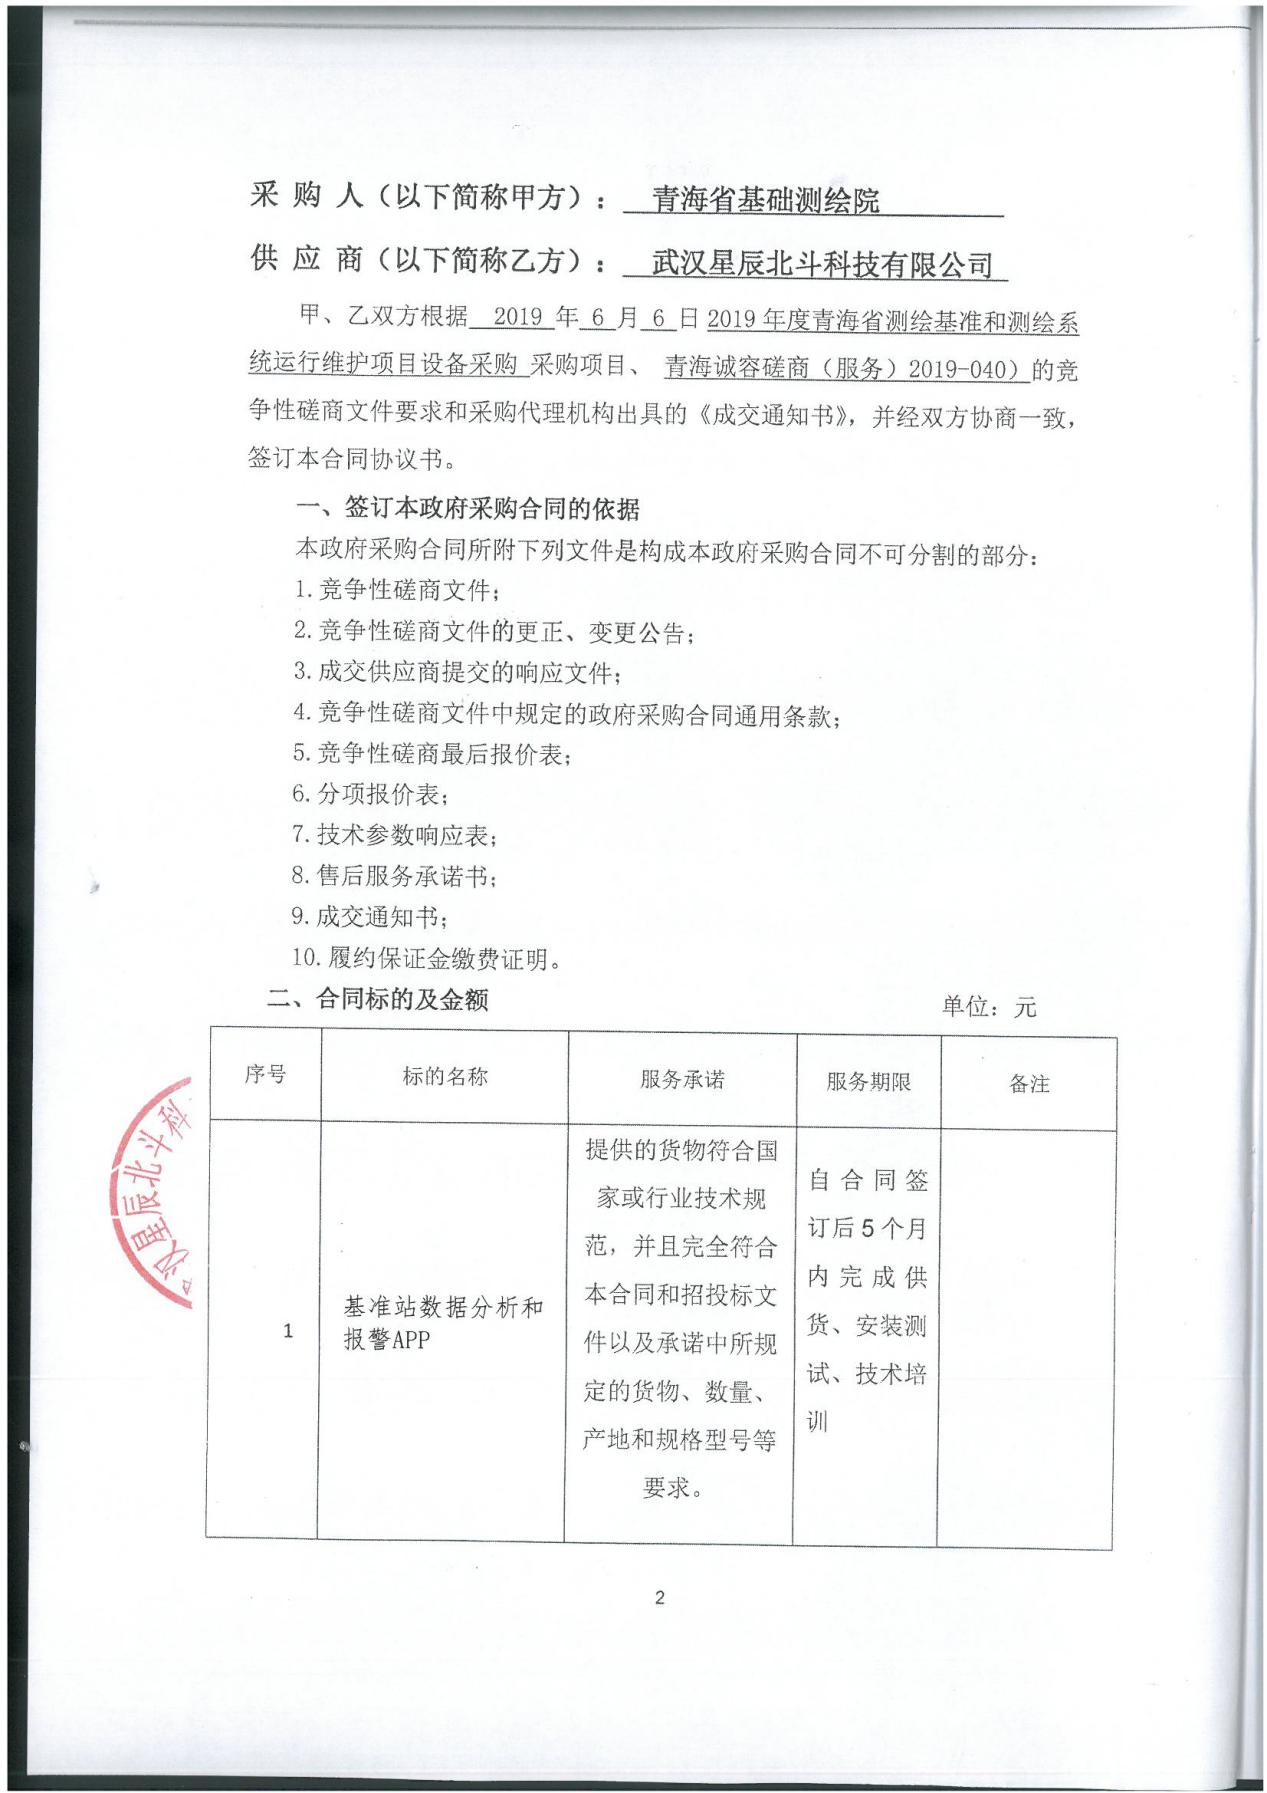 采 购 人（以下简称甲方）： 青海省基础测绘院
供 应 商（以下简称乙方）： 武汉星辰北斗科技有限公司
甲、乙双方根据 2019 年 6 月 6 日 2019 年度青海省测绘基准和测绘系
统运行维护项目设备采购 采购项目、 青海诚容磋商（服务）2019-040）的竞
争性磋商文件要求和采购代理机构出具的《成交通知书》，并经双方协商一致，
签订本合同协议书。
一、签订本政府采购合同的依据
本政府采购合同所附下列文件是构成本政府采购合同不可分割的部分：
1. 竞争性磋商文件；
2. 竞争性磋商文件的更正、变更公告；
3. 成交供应商提交的响应文件；
4. 竞争性磋商文件中规定的政府采购合同通用条款；
5. 竞争性磋商最后报价表；
6. 分项报价表；
7. 技术参数响应表；
8. 售后服务承诺书；
9. 成交通知书；
10. 履约保证金缴费证明。
二、合同标的及金额
单位：元
序号 标的名称 服务承诺 服务期限 备注
1
基准站数据分析和
报警APP
提供的货物符合国
家或行业技术规
范，并且完全符合
本合同和招投标文
件以及承诺中所规
定的货物、数量、
产地和规格型号等
要求。
自合同签
订后 5 个月
内完成供
货、安装测
试、技术培
训
汉星辰北斗科
2